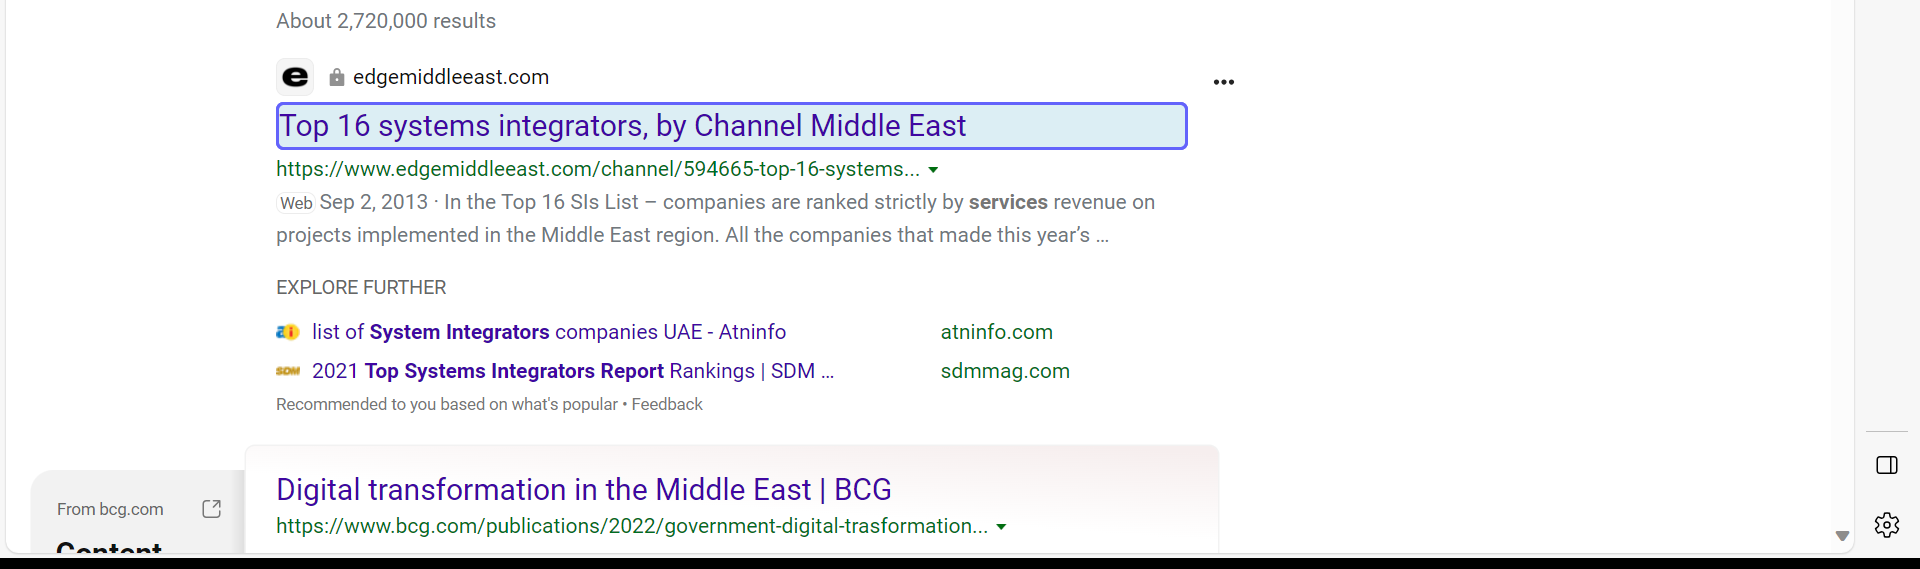 About 2,720,000 results
e
edgemiddleeast.com
Top 16 systems integrators, by Channel Middle East
https://www.edgemiddleeast.com/channel/594665-top-16-systems...
Web Sep 2, 2013 · In the Top 16 SIs List – companies are ranked strictly by services revenue on
projects implemented in the Middle East region. All the companies that made this year’s ...
EXPLORE FURTHER
list of System Integrators companies UAE - Atninfo atninfo.com
SDM 2021 Top Systems Integrators Report Rankings | SDM ... sdmmag.com
Recommended to you based on what's popular • Feedback
From bcg.com
Content
Digital transformation in the Middle East | BCG
https://www.bcg.com/publications/2022/government-digital-trasformation...